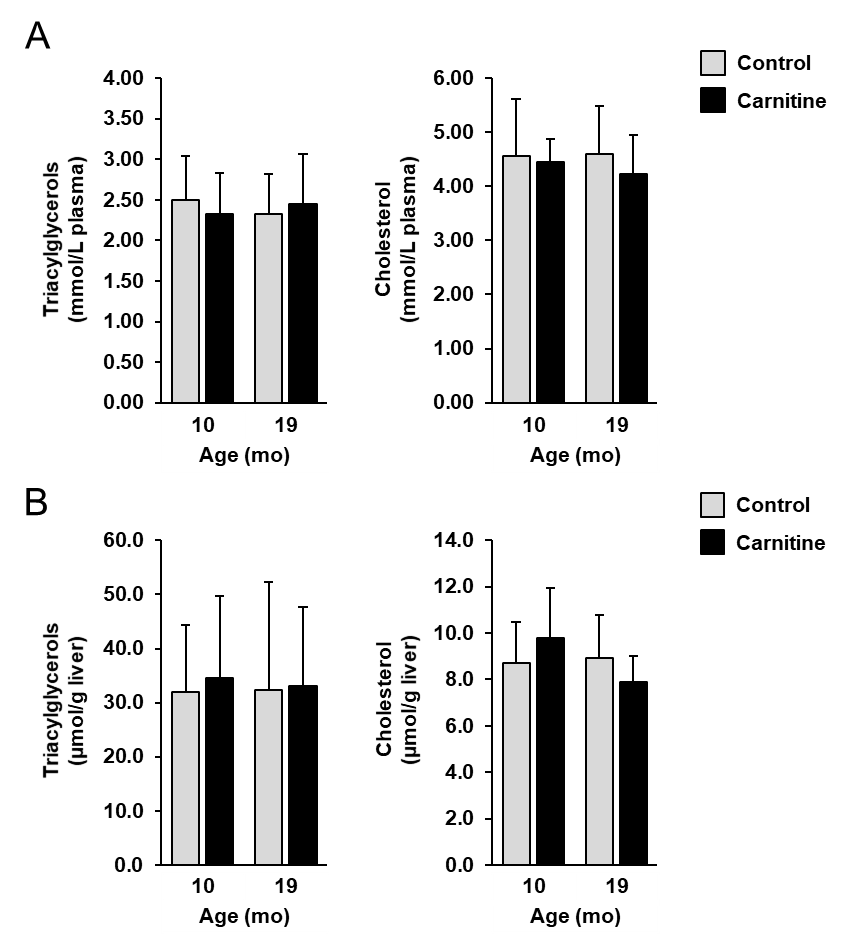 A
Control
Carnitine
Triacylglycerols
(mmol/L plasma)
4.00
3.50
3.00
2.50
2.00
1.50
1.00
0.50
0.00
10 19
Age (mo)
Cholesterol
(mmol/L plasma)
6.00
5.00
4.00
3.00
2.00
1.00
0.00
10 19
Age (mo)
B
Control
Carnitine
Triacylglycerols
(µmol/g liver)
60.0
50.0
40.0
30.0
20.0
10.0
0.0
10 19
Age (mo)
Cholesterol
(µmol/g liver)
14.0
12.0
10.0
8.0
6.0
4.0
2.0
0.0
10 19
Age (mo)